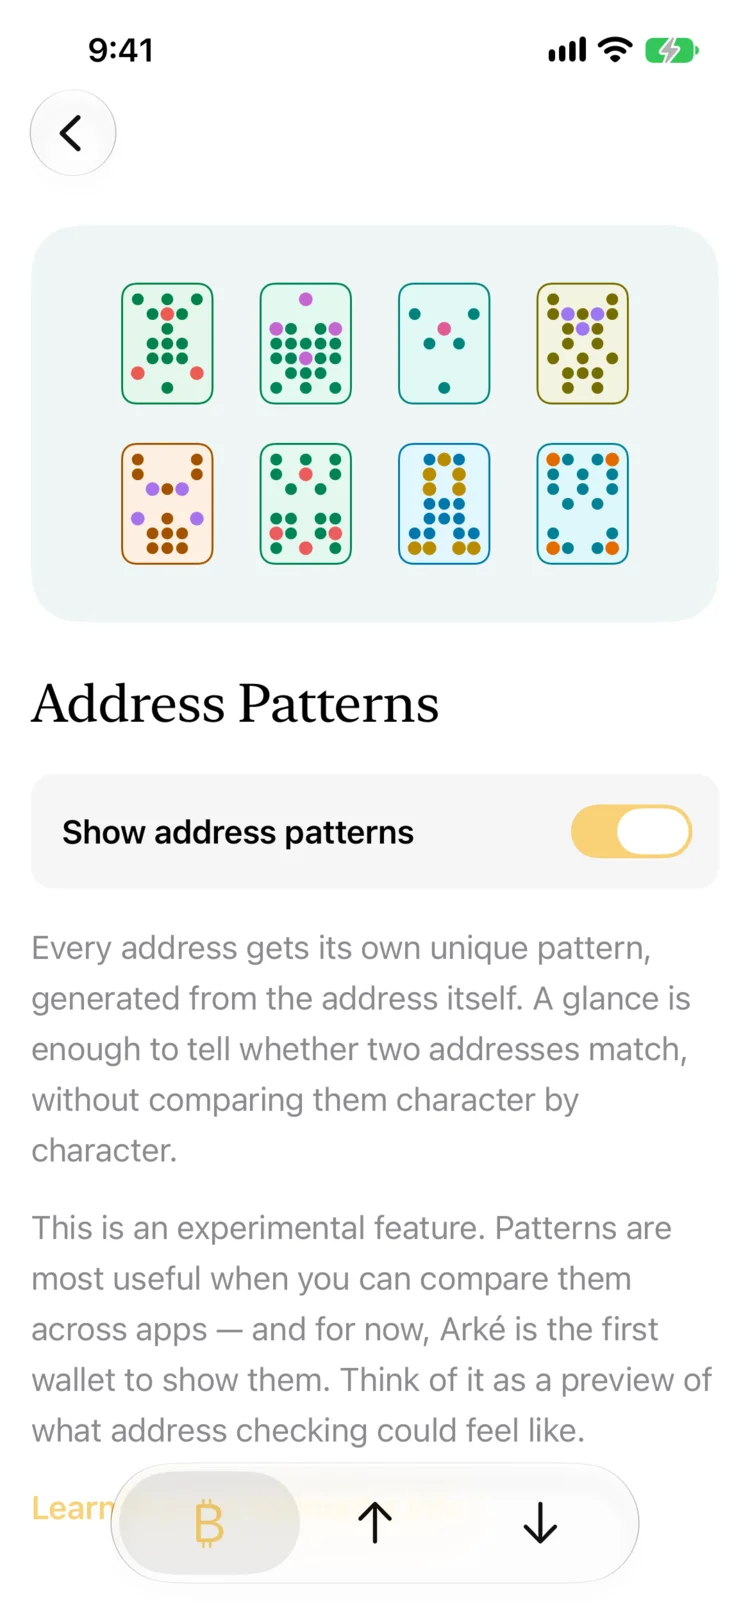 9:41
Address Patterns
Show address patterns
Every address gets its own unique pattern,
generated from the address itself. A glance is
enough to tell whether two addresses match,
without comparing them character by
character.
This is an experimental feature. Patterns are
most useful when you can compare them
across apps — and for now, Arké is the first
wallet to show them. Think of it as a preview of
what address checking could feel like.
Learn